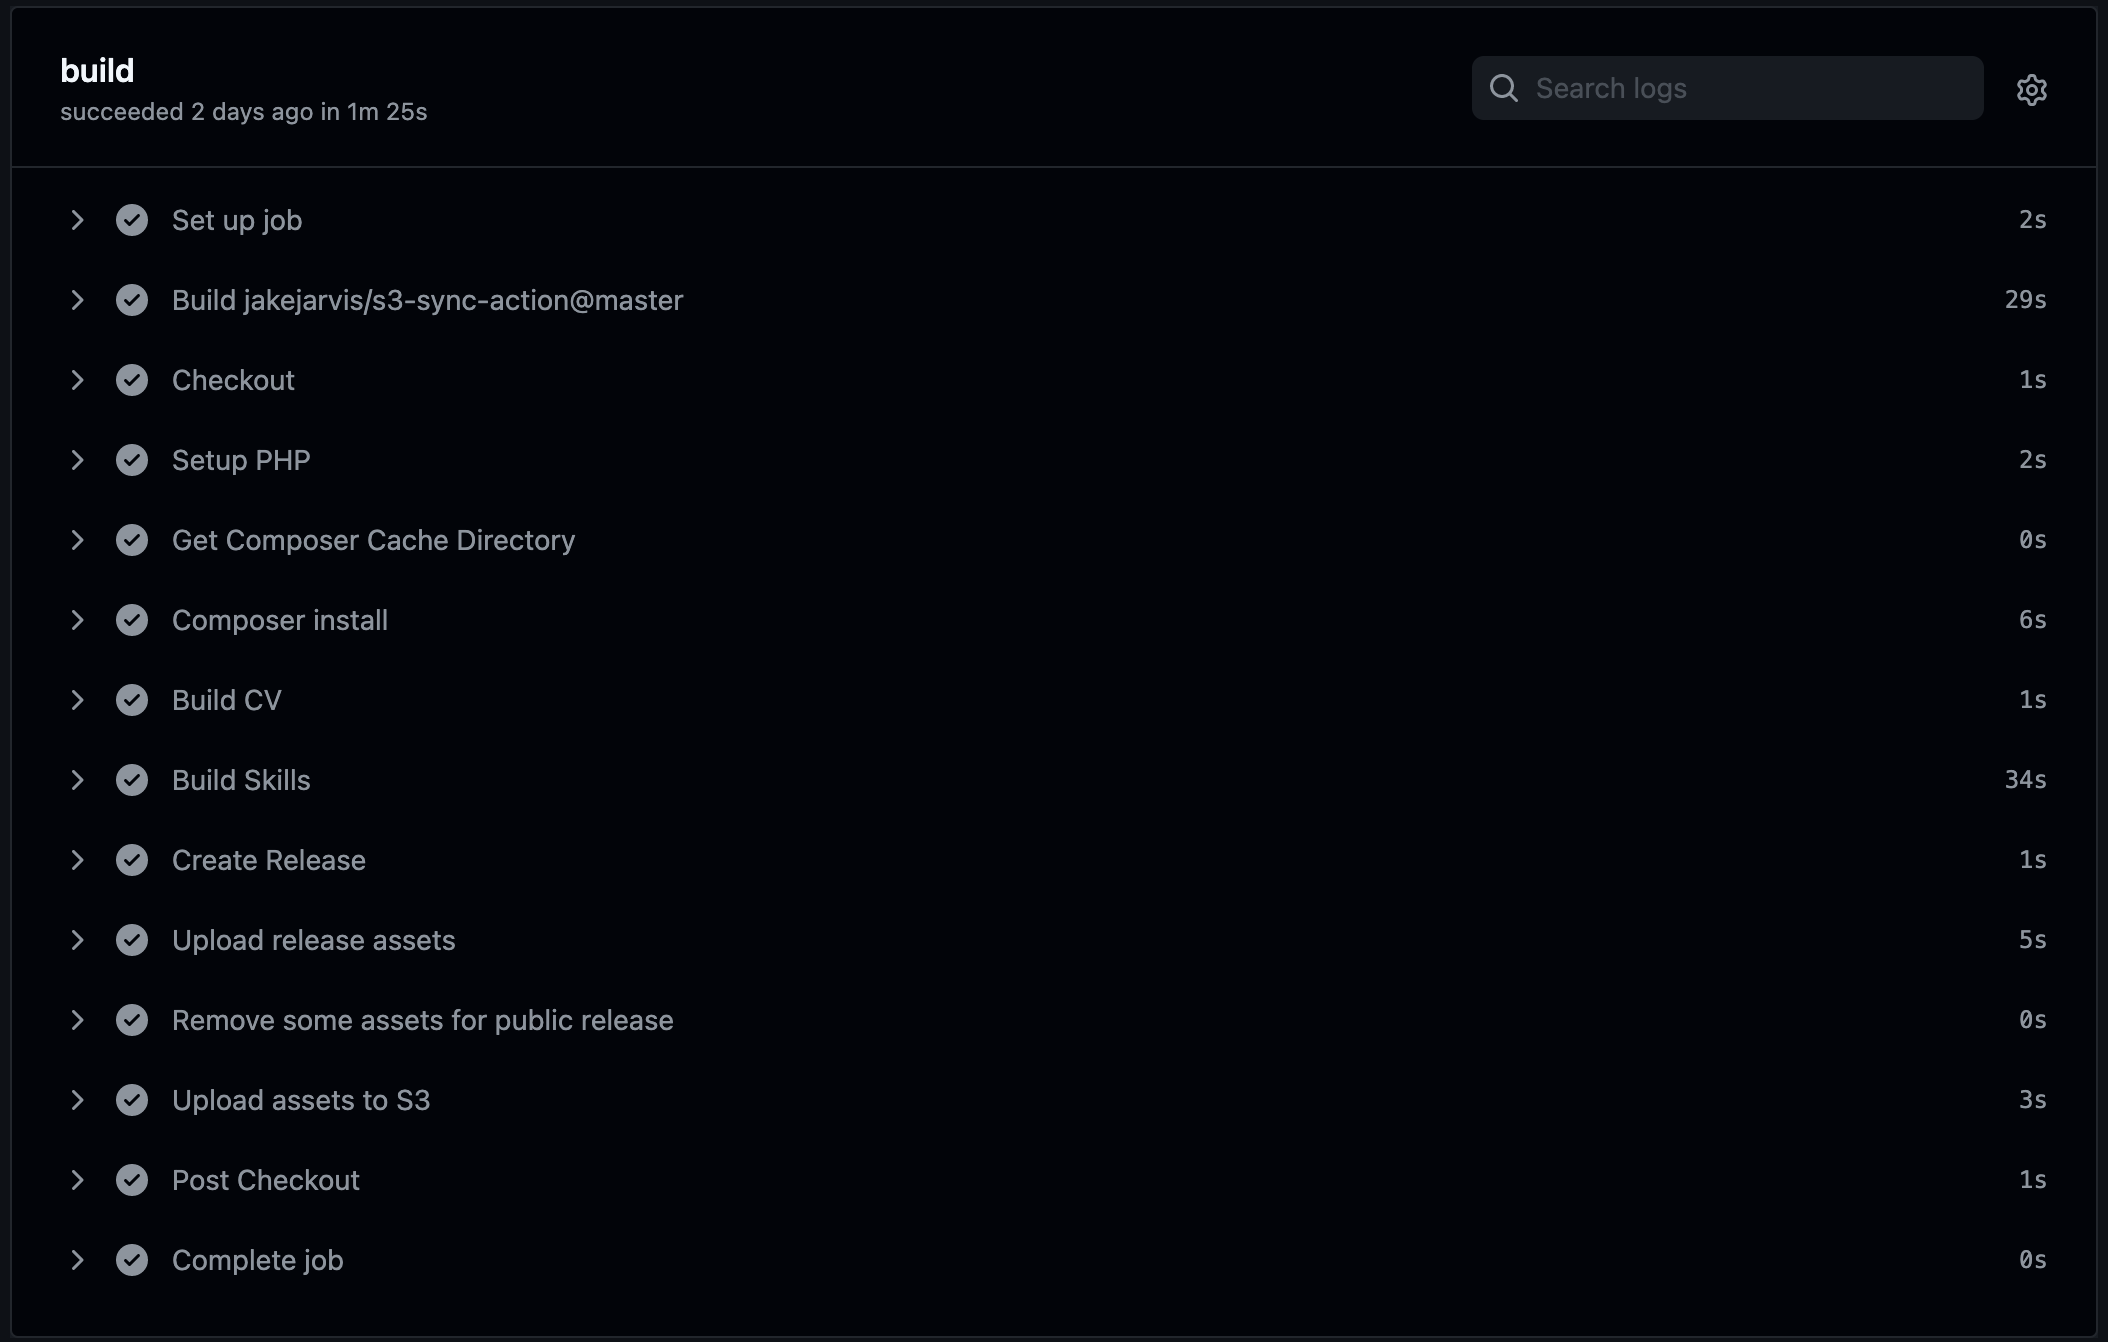 build
succeeded 2 days ago in 1m 25s
Search logs
Set up job 2s
Build jakejarvis/s3-sync-action@master 29s
Checkout 1s
Setup PHP 2s
Get Composer Cache Directory 0s
Composer install 6s
Build CV 1s
Build Skills 34s
Create Release 1s
Upload release assets 5s
Remove some assets for public release 0s
Upload assets to S3 3s
Post Checkout 1s
Complete job 0s